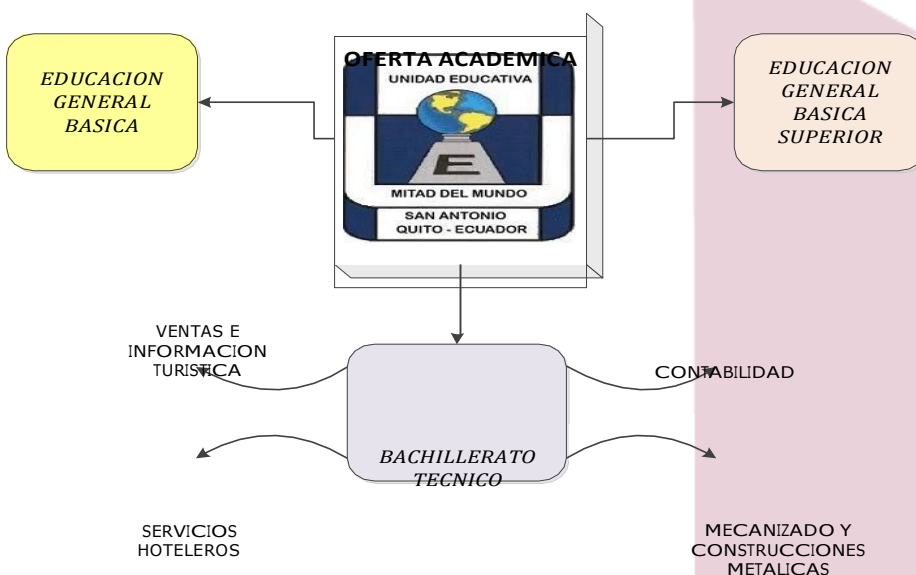 OFERTA ACADEMICA
EDUCACION
GENERAL
BASICA
UNIDAD EDUCATIVA
E
MITAD DEL MUNDO
SAN ANTONIO
QUITO - ECUADOR
EDUCACION
GENERAL
BASICA
SUPERIOR
VENTAS E
INFORMACION
TURISTICA
CONTABILIDAD
BACHILLERATO
TECNICO
SERVICIOS
HOTELEROS
MECANIZADO Y
CONSTRUCCIONES
METALICAS